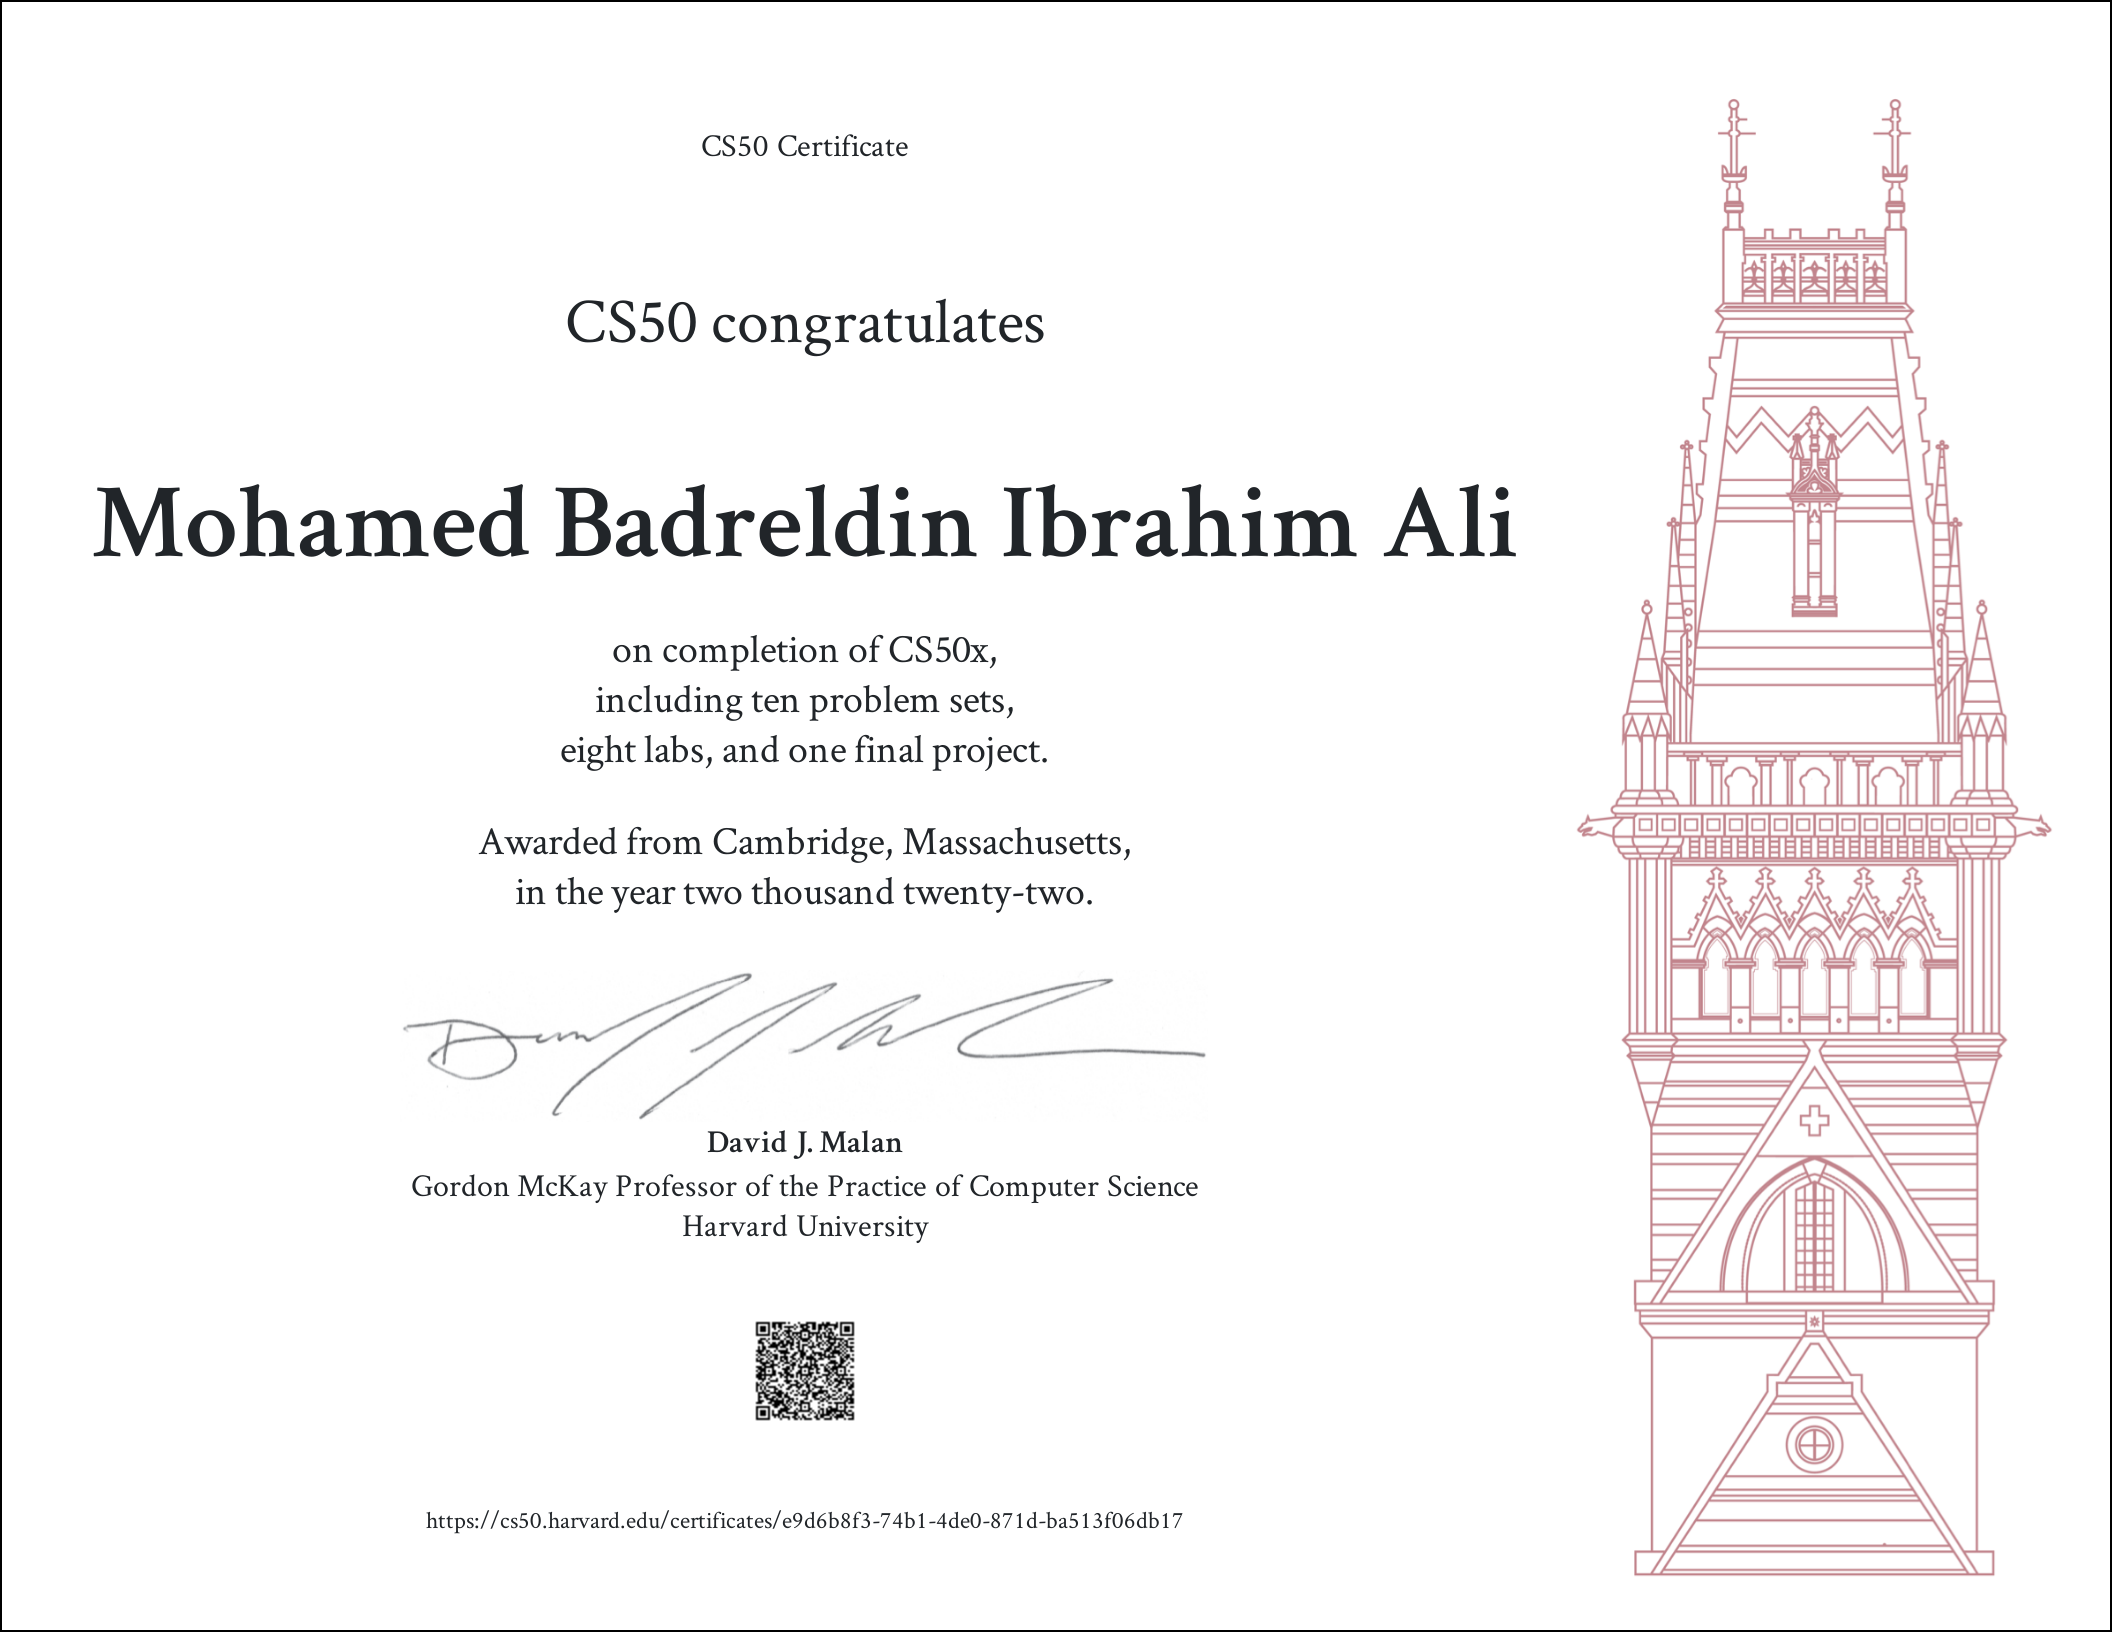 CS50 Certificate
CS50 congratulates
Mohamed Badreldin Ibrahim Ali
on completion of CS50x,
including ten problem sets,
eight labs, and one final project.
Awarded from Cambridge, Massachusetts,
in the year two thousand twenty-two.
David J. Malan
Gordon McKay Professor of the Practice of Computer Science
Harvard University
https://cs50.harvard.edu/certificates/e9d6b8f3-74b1-4de0-871d-ba513f06db17